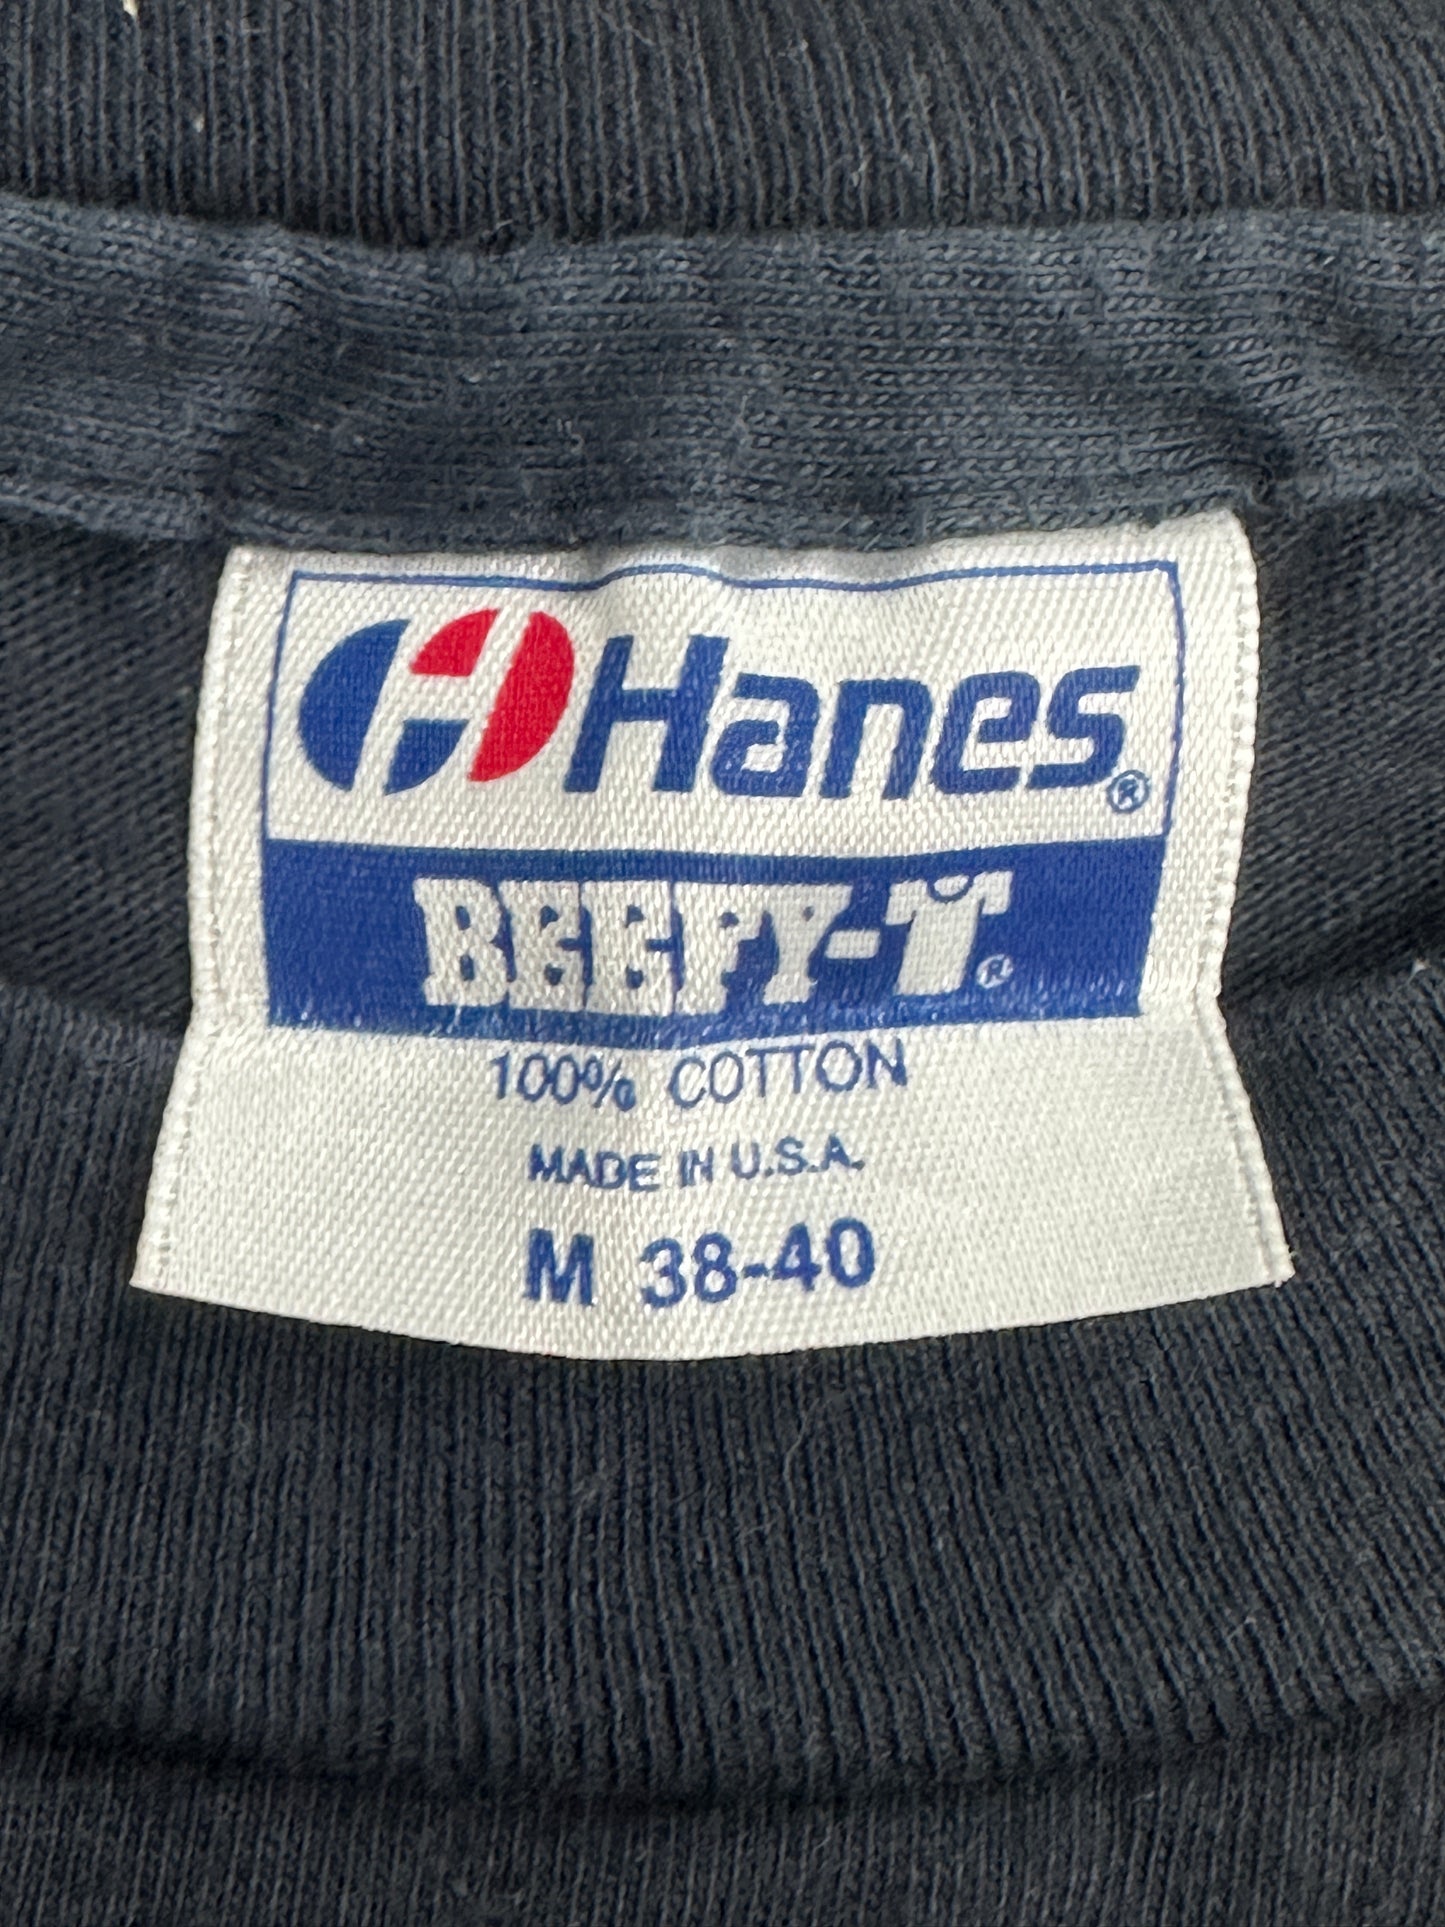 Hanes®
BEEFY-T®
100% COTTON
MADE IN U.S.A.
M 38-40